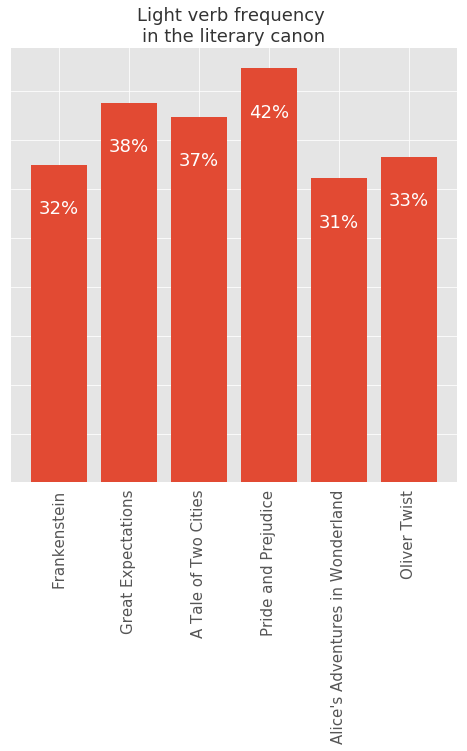 Light verb frequency
in the literary canon
32%
38%
37%
42%
31%
33%
Frankenstein
Great Expectations
A Tale of Two Cities
Pride and Prejudice
Alice's Adventures in Wonderland
Oliver Twist